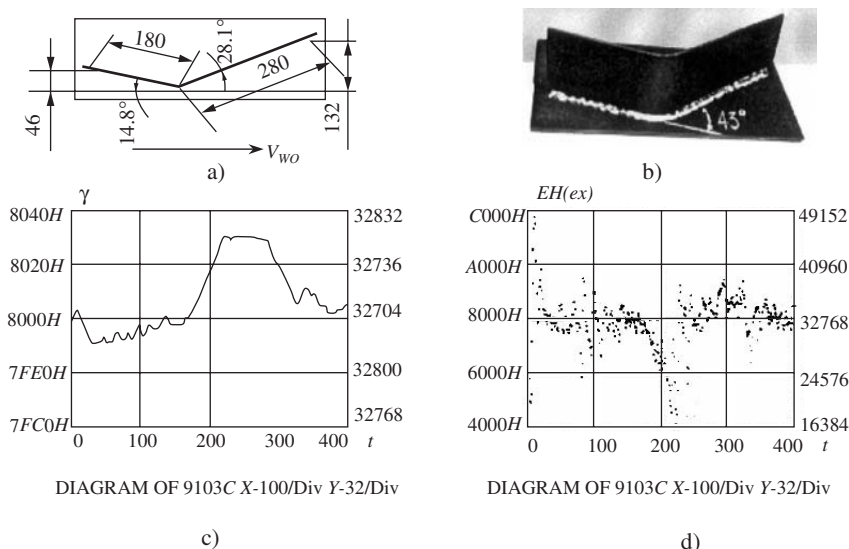 180
28.1°
280
46
14.8°
132
V_WO
a)
43°
b)
γ
8040H
8020H
8000H
7FE0H
7FC0H
32832
32736
32704
32800
32768
0 100 200 300 400 t
DIAGRAM OF 9103C X-100/Div Y-32/Div
c)
EH(ex)
C000H
A000H
8000H
6000H
4000H
49152
40960
32768
24576
16384
0 100 200 300 400 t
DIAGRAM OF 9103C X-100/Div Y-32/Div
d)